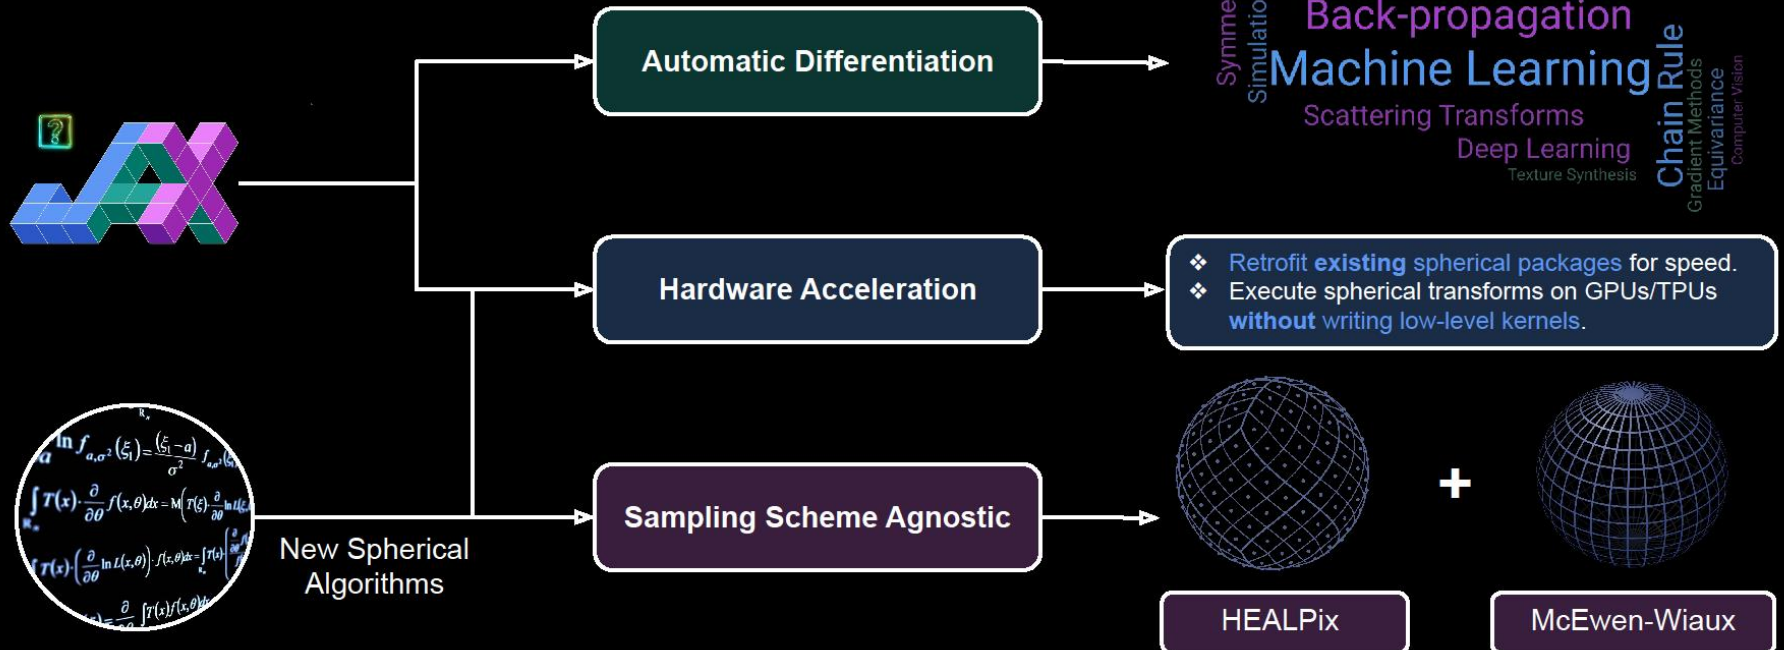 JAX
?
Automatic Differentiation
Back-propagation
Machine Learning
Scattering Transforms
Deep Learning
Texture Synthesis
Chain Rule
Gradient Methods
Equivariance
Computer Vision
Hardware Acceleration
❖ Retrofit existing spherical packages for speed.
❖ Execute spherical transforms on GPUs/TPUs
without writing low-level kernels.
New Spherical
Algorithms
Sampling Scheme Agnostic
+
HEALPix
McEwen-Wiaux